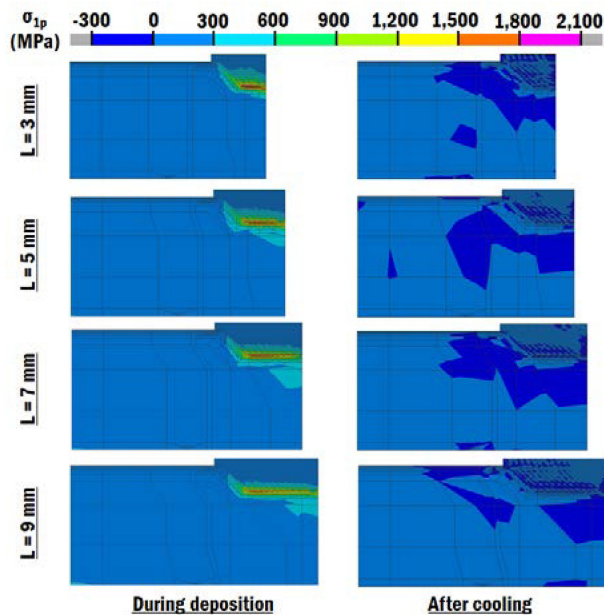 σ1p
(MPa)
-300 0 300 600 900 1,200 1,500 1,800 2,100
L = 3 mm
L = 5 mm
L = 7 mm
L = 9 mm
During deposition After cooling